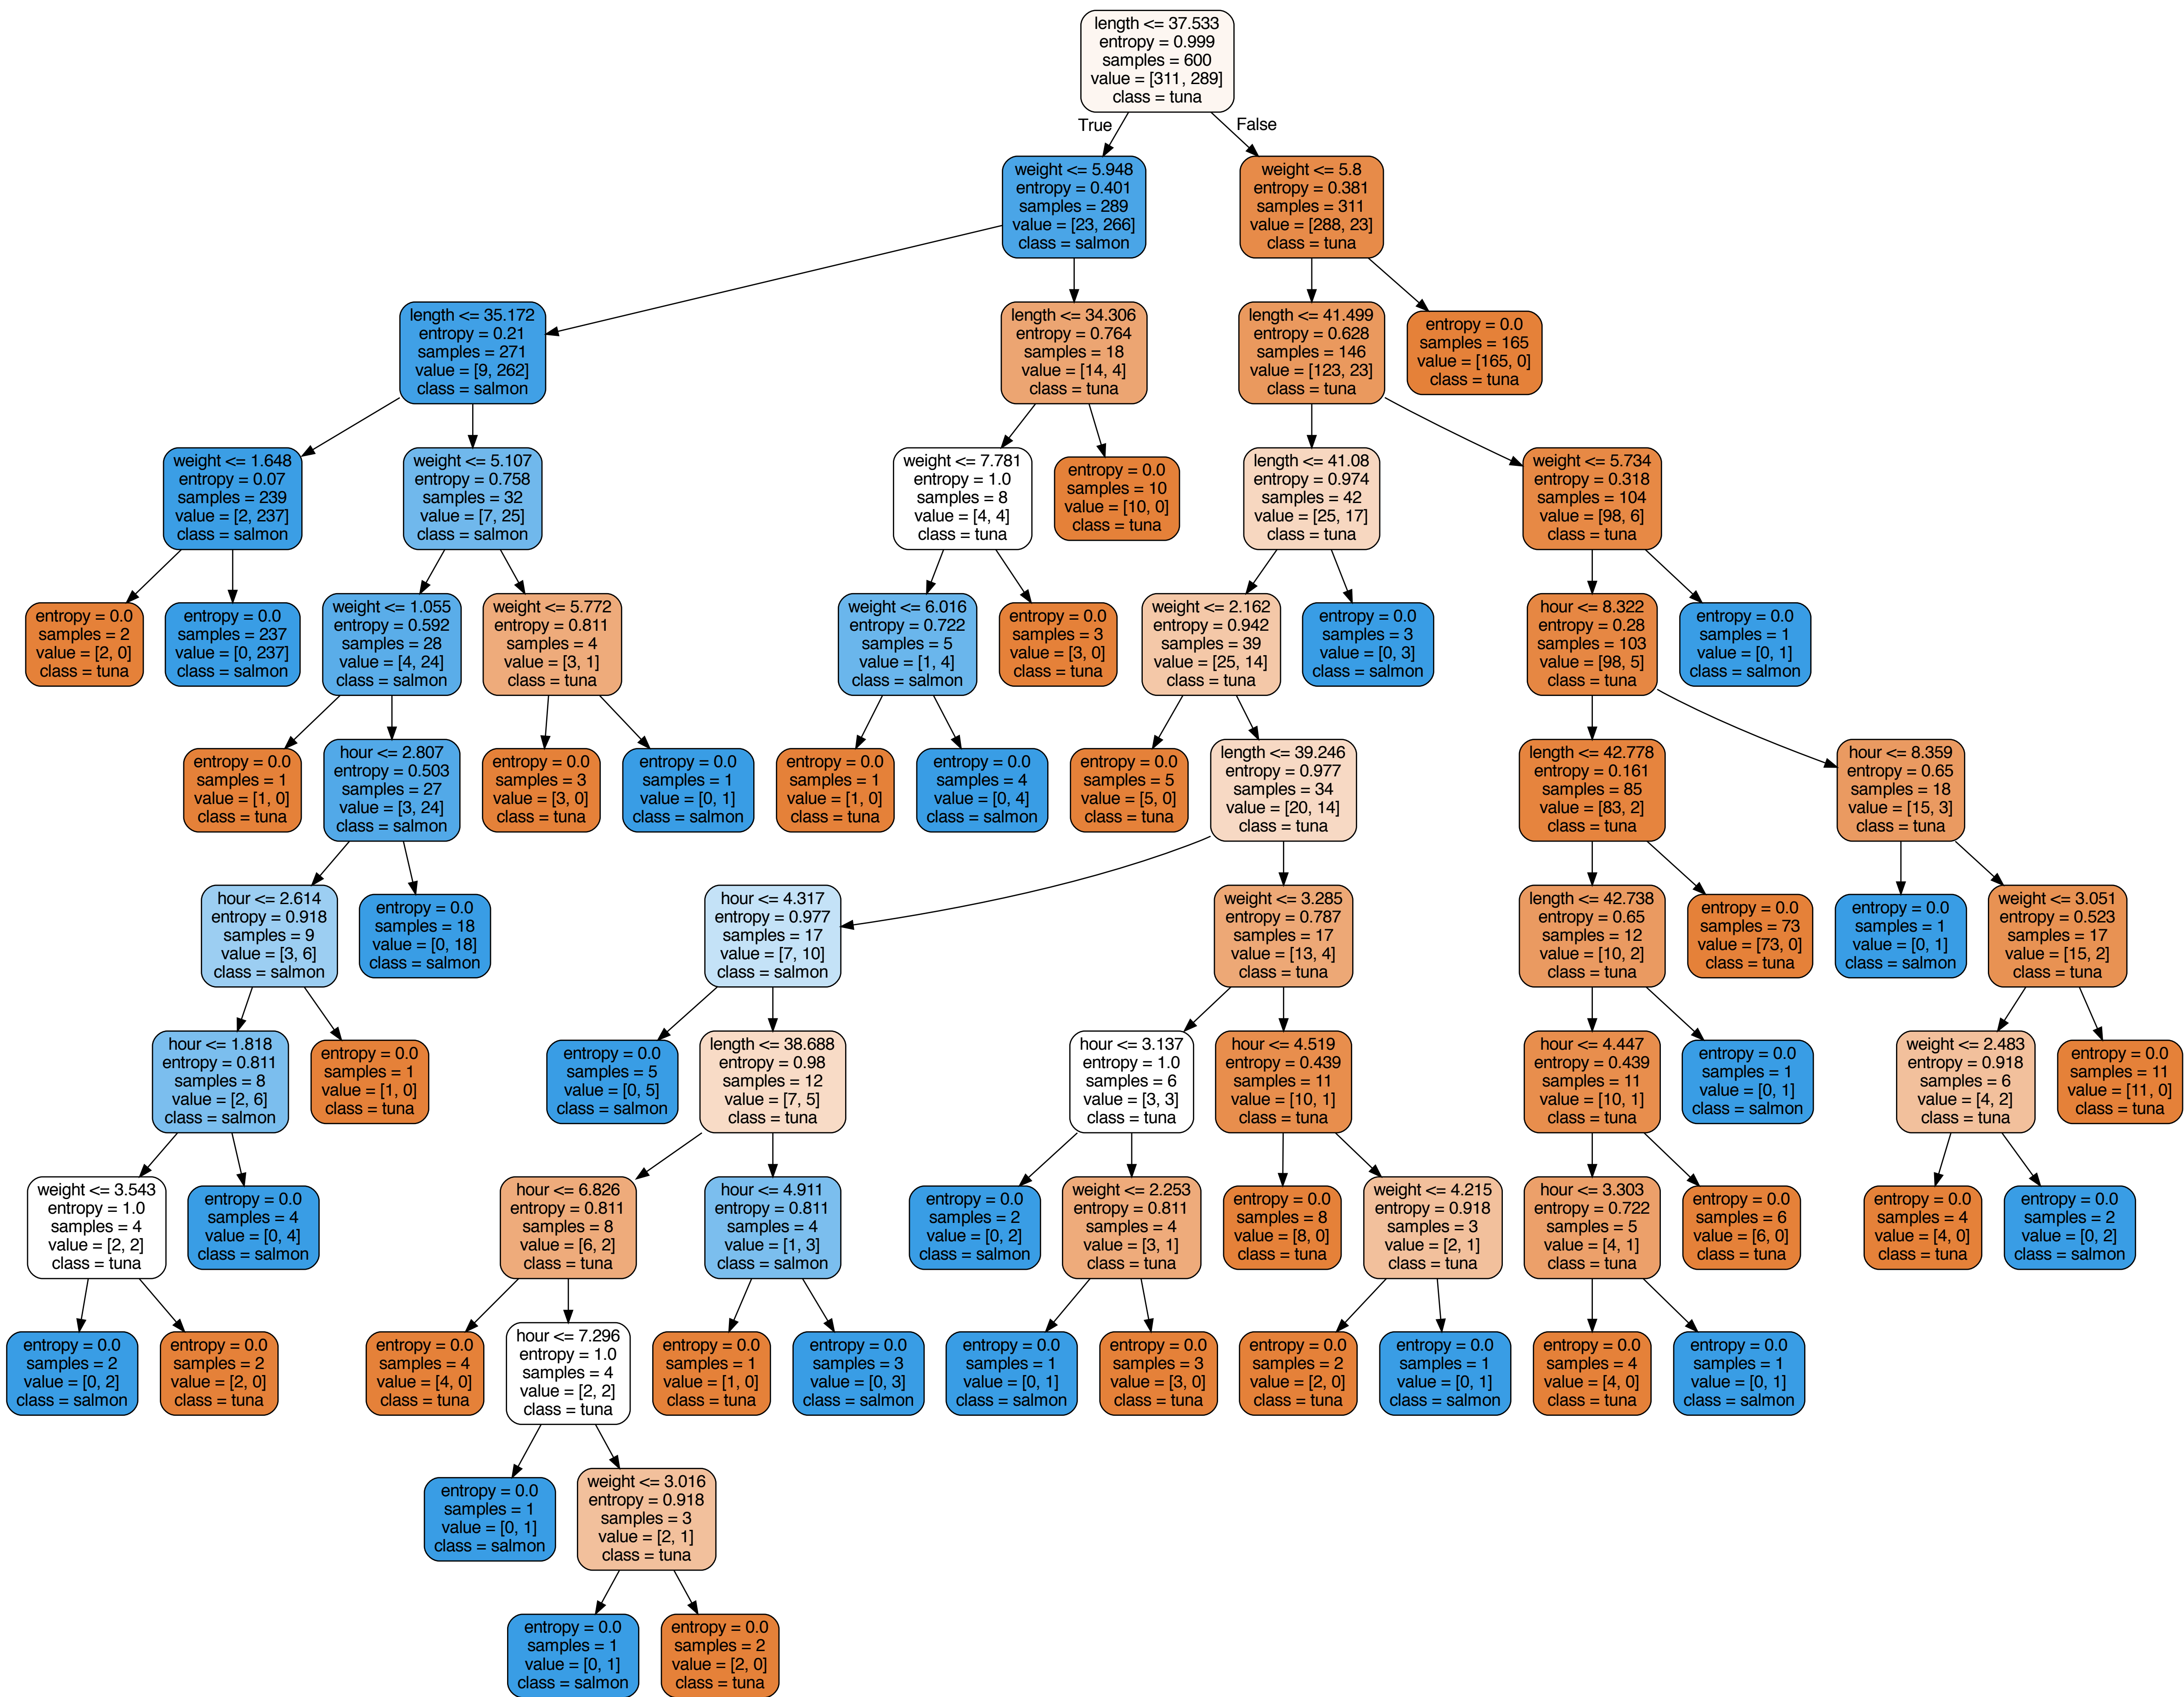 length <= 37.533
entropy = 0.999
samples = 600
value = [311, 289]
class = tuna
True
False
weight <= 5.948
entropy = 0.401
samples = 289
value = [23, 266]
class = salmon
weight <= 5.8
entropy = 0.381
samples = 311
value = [288, 23]
class = tuna
length <= 35.172
entropy = 0.21
samples = 271
value = [9, 262]
class = salmon
length <= 34.306
entropy = 0.764
samples = 18
value = [14, 4]
class = tuna
length <= 41.499
entropy = 0.628
samples = 146
value = [123, 23]
class = tuna
entropy = 0.0
samples = 165
value = [165, 0]
class = tuna
weight <= 1.648
entropy = 0.07
samples = 239
value = [2, 237]
class = salmon
weight <= 5.107
entropy = 0.758
samples = 32
value = [7, 25]
class = salmon
weight <= 7.781
entropy = 1.0
samples = 8
value = [4, 4]
class = tuna
entropy = 0.0
samples = 10
value = [10, 0]
class = tuna
length <= 41.08
entropy = 0.974
samples = 42
value = [25, 17]
class = tuna
weight <= 5.734
entropy = 0.318
samples = 104
value = [98, 6]
class = tuna
entropy = 0.0
samples = 2
value = [2, 0]
class = tuna
entropy = 0.0
samples = 237
value = [0, 237]
class = salmon
weight <= 1.055
entropy = 0.592
samples = 28
value = [4, 24]
class = salmon
weight <= 5.772
entropy = 0.811
samples = 4
value = [3, 1]
class = tuna
weight <= 6.016
entropy = 0.722
samples = 5
value = [1, 4]
class = salmon
entropy = 0.0
samples = 3
value = [3, 0]
class = tuna
weight <= 2.162
entropy = 0.942
samples = 39
value = [25, 14]
class = tuna
entropy = 0.0
samples = 3
value = [0, 3]
class = salmon
hour <= 8.322
entropy = 0.28
samples = 103
value = [98, 5]
class = tuna
entropy = 0.0
samples = 1
value = [0, 1]
class = salmon
entropy = 0.0
samples = 1
value = [1, 0]
class = tuna
hour <= 2.807
entropy = 0.503
samples = 27
value = [3, 24]
class = salmon
entropy = 0.0
samples = 3
value = [3, 0]
class = tuna
entropy = 0.0
samples = 1
value = [0, 1]
class = salmon
entropy = 0.0
samples = 1
value = [1, 0]
class = tuna
entropy = 0.0
samples = 4
value = [0, 4]
class = salmon
entropy = 0.0
samples = 5
value = [5, 0]
class = tuna
length <= 39.246
entropy = 0.977
samples = 34
value = [20, 14]
class = tuna
length <= 42.778
entropy = 0.161
samples = 85
value = [83, 2]
class = tuna
hour <= 8.359
entropy = 0.65
samples = 18
value = [15, 3]
class = tuna
hour <= 2.614
entropy = 0.918
samples = 9
value = [3, 6]
class = salmon
entropy = 0.0
samples = 18
value = [0, 18]
class = salmon
hour <= 4.317
entropy = 0.977
samples = 17
value = [7, 10]
class = salmon
weight <= 3.285
entropy = 0.787
samples = 17
value = [13, 4]
class = tuna
length <= 42.738
entropy = 0.65
samples = 12
value = [10, 2]
class = tuna
entropy = 0.0
samples = 73
value = [73, 0]
class = tuna
entropy = 0.0
samples = 1
value = [0, 1]
class = salmon
weight <= 3.051
entropy = 0.523
samples = 17
value = [15, 2]
class = tuna
hour <= 1.818
entropy = 0.811
samples = 8
value = [2, 6]
class = salmon
entropy = 0.0
samples = 1
value = [1, 0]
class = tuna
entropy = 0.0
samples = 5
value = [0, 5]
class = salmon
length <= 38.688
entropy = 0.98
samples = 12
value = [7, 5]
class = tuna
hour <= 3.137
entropy = 1.0
samples = 6
value = [3, 3]
class = tuna
hour <= 4.519
entropy = 0.439
samples = 11
value = [10, 1]
class = tuna
hour <= 4.447
entropy = 0.439
samples = 11
value = [10, 1]
class = tuna
entropy = 0.0
samples = 1
value = [0, 1]
class = salmon
weight <= 2.483
entropy = 0.918
samples = 6
value = [4, 2]
class = tuna
entropy = 0.0
samples = 11
value = [11, 0]
class = tuna
weight <= 3.543
entropy = 1.0
samples = 4
value = [2, 2]
class = tuna
entropy = 0.0
samples = 4
value = [0, 4]
class = salmon
hour <= 6.826
entropy = 0.811
samples = 8
value = [6, 2]
class = tuna
hour <= 4.911
entropy = 0.811
samples = 4
value = [1, 3]
class = salmon
entropy = 0.0
samples = 2
value = [0, 2]
class = salmon
weight <= 2.253
entropy = 0.811
samples = 4
value = [3, 1]
class = tuna
entropy = 0.0
samples = 8
value = [8, 0]
class = tuna
weight <= 4.215
entropy = 0.918
samples = 3
value = [2, 1]
class = tuna
hour <= 3.303
entropy = 0.722
samples = 5
value = [4, 1]
class = tuna
entropy = 0.0
samples = 6
value = [6, 0]
class = tuna
entropy = 0.0
samples = 4
value = [4, 0]
class = tuna
entropy = 0.0
samples = 2
value = [0, 2]
class = salmon
entropy = 0.0
samples = 2
value = [0, 2]
class = salmon
entropy = 0.0
samples = 2
value = [2, 0]
class = tuna
entropy = 0.0
samples = 4
value = [4, 0]
class = tuna
hour <= 7.296
entropy = 1.0
samples = 4
value = [2, 2]
class = tuna
entropy = 0.0
samples = 1
value = [1, 0]
class = tuna
entropy = 0.0
samples = 3
value = [0, 3]
class = salmon
entropy = 0.0
samples = 1
value = [0, 1]
class = salmon
entropy = 0.0
samples = 3
value = [3, 0]
class = tuna
entropy = 0.0
samples = 2
value = [2, 0]
class = tuna
entropy = 0.0
samples = 1
value = [0, 1]
class = salmon
entropy = 0.0
samples = 4
value = [4, 0]
class = tuna
entropy = 0.0
samples = 1
value = [0, 1]
class = salmon
entropy = 0.0
samples = 1
value = [0, 1]
class = salmon
weight <= 3.016
entropy = 0.918
samples = 3
value = [2, 1]
class = tuna
entropy = 0.0
samples = 1
value = [0, 1]
class = salmon
entropy = 0.0
samples = 2
value = [2, 0]
class = tuna